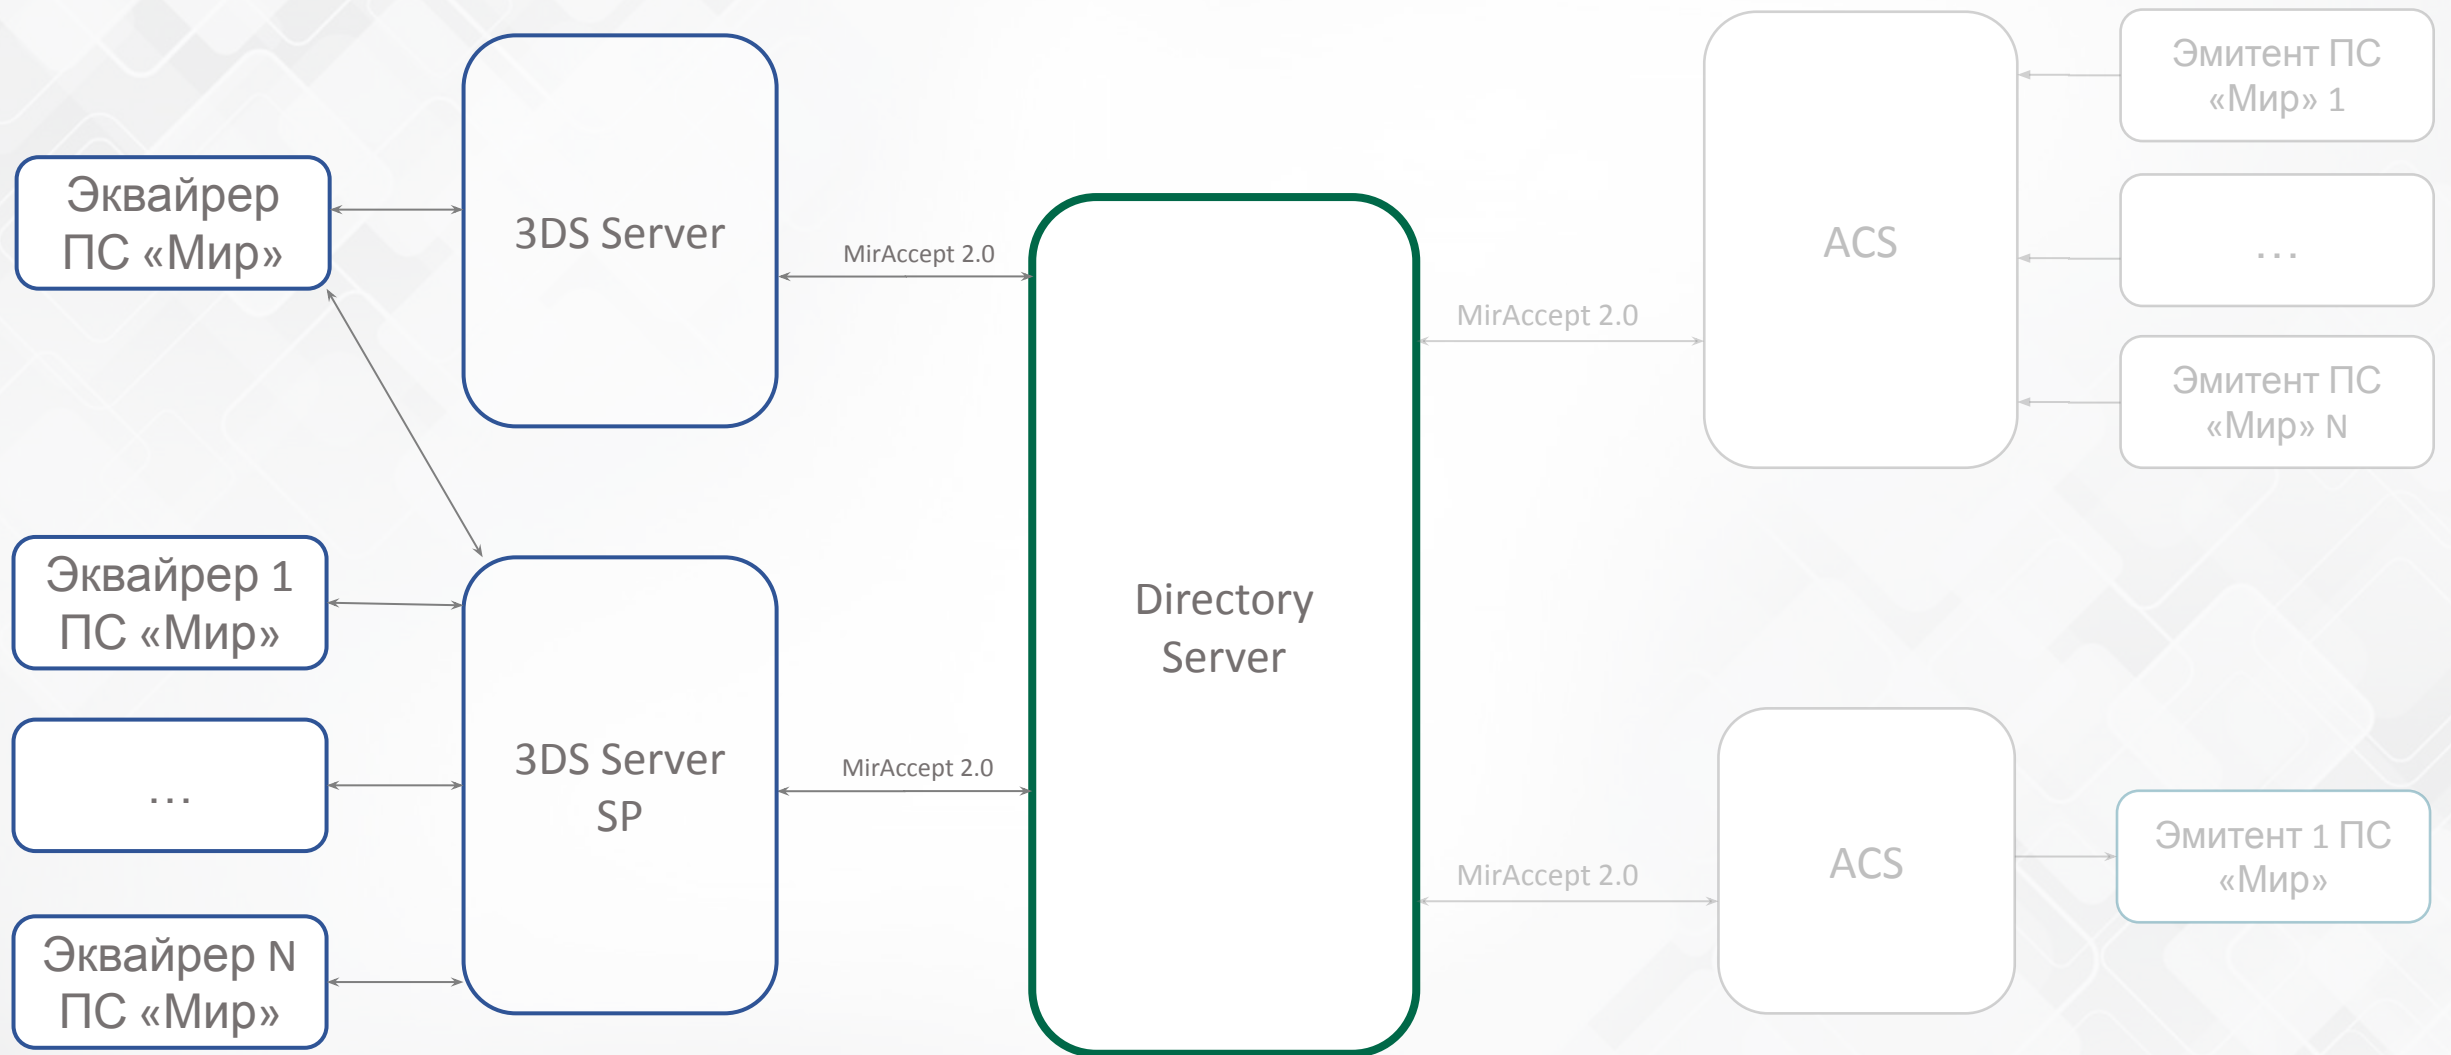 Эквайрер
ПС «Мир»
3DS Server
MirAccept 2.0
Эквайрер 1
ПС «Мир»
...
Эквайрер N
ПС «Мир»
3DS Server
SP
MirAccept 2.0
Directory
Server
MirAccept 2.0
ACS
Эмитент ПС
«Мир» 1
...
Эмитент ПС
«Мир» N
MirAccept 2.0
ACS
Эмитент 1 ПС
«Мир»